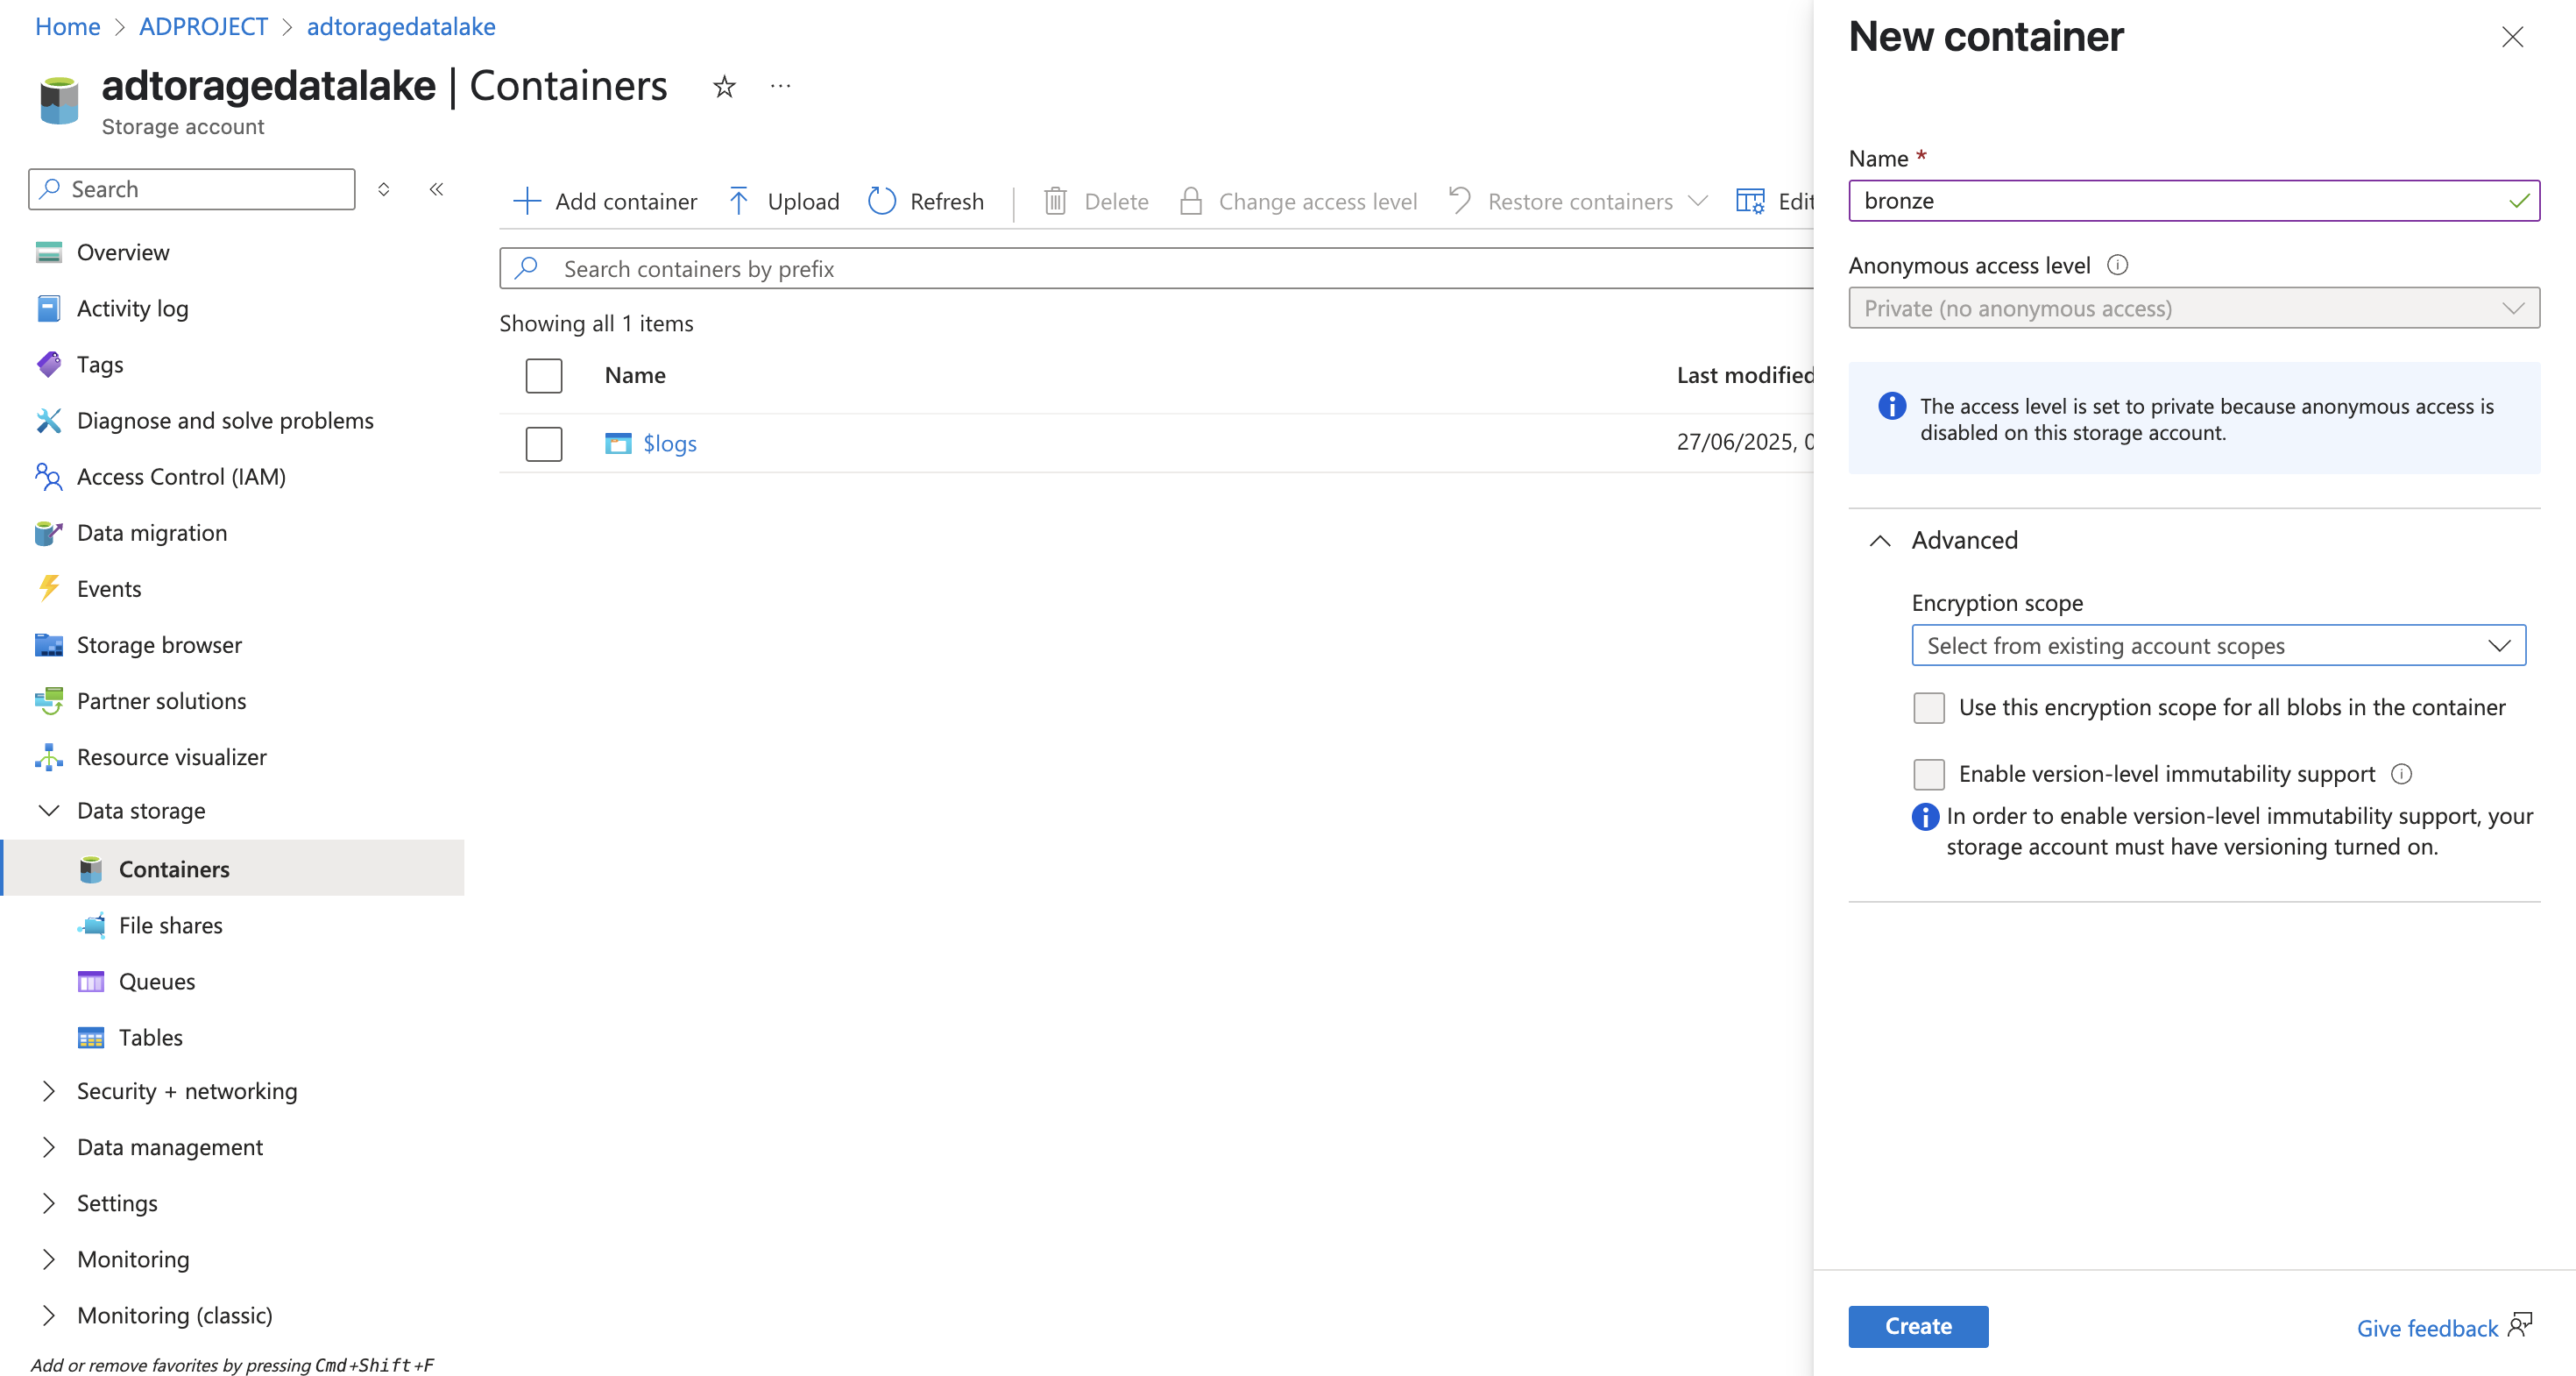 Home > ADPROJECT > adtoragedatalake
adtoragedatalake | Containers
Storage account
Search
Overview
Activity log
Tags
Diagnose and solve problems
Access Control (IAM)
Data migration
Events
Storage browser
Partner solutions
Resource visualizer
Data storage
Containers
File shares
Queues
Tables
Security + networking
Data management
Settings
Monitoring
Monitoring (classic)
Add or remove favorites by pressing Cmd+Shift+F
Add container Upload Refresh Delete Change access level Restore containers Edit
Search containers by prefix
Showing all 1 items
Name Last modified
$logs 27/06/2025, 0
New container
Name *
bronze
Anonymous access level
Private (no anonymous access)
The access level is set to private because anonymous access is
disabled on this storage account.
Advanced
Encryption scope
Select from existing account scopes
Use this encryption scope for all blobs in the container
Enable version-level immutability support
In order to enable version-level immutability support, your
storage account must have versioning turned on.
Create
Give feedback